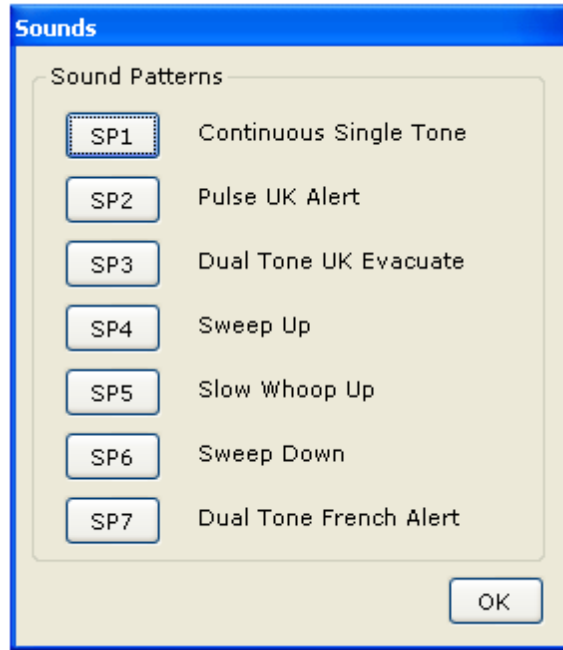 Sounds
Sound Patterns
SP1 Continuous Single Tone
SP2 Pulse UK Alert
SP3 Dual Tone UK Evacuate
SP4 Sweep Up
SP5 Slow Whoop Up
SP6 Sweep Down
SP7 Dual Tone French Alert
OK